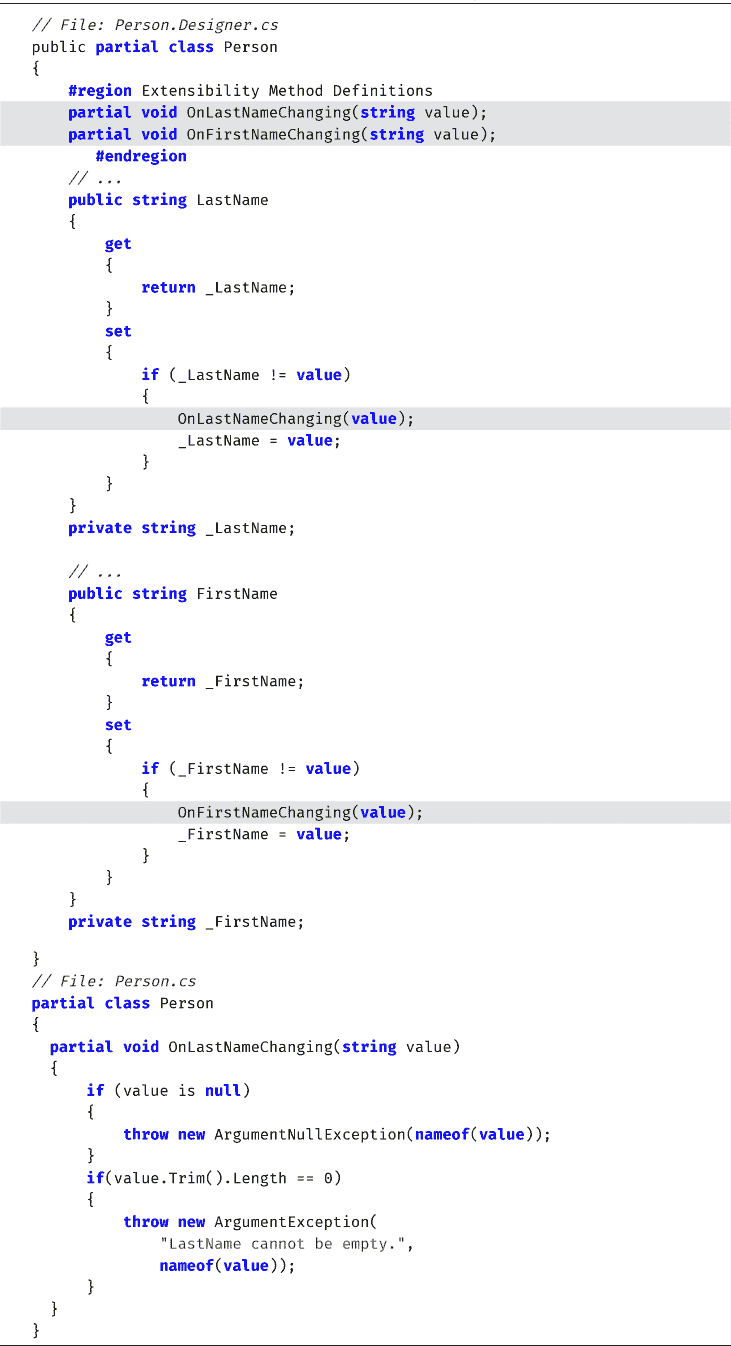 // File: Person.Designer.cs
public partial class Person
{
    #region Extensibility Method Definitions
    partial void OnLastNameChanging(string value);
    partial void OnFirstNameChanging(string value);
       #endregion
    // ...
    public string LastName
    {
        get
        {
            return _LastName;
        }
        set
        {
            if (_LastName != value)
            {
                OnLastNameChanging(value);
                _LastName = value;
            }
        }
    }
    private string _LastName;

    // ...
    public string FirstName
    {
        get
        {
            return _FirstName;
        }
        set
        {
            if (_FirstName != value)
            {
                OnFirstNameChanging(value);
                _FirstName = value;
            }
        }
    }
    private string _FirstName;

}
// File: Person.cs
partial class Person
{
  partial void OnLastNameChanging(string value)
  {
      if (value is null)
      {
          throw new ArgumentNullException(nameof(value));
      }
      if(value.Trim().Length == 0)
      {
          throw new ArgumentException(
              "LastName cannot be empty.",
              nameof(value));
      }
  }
}